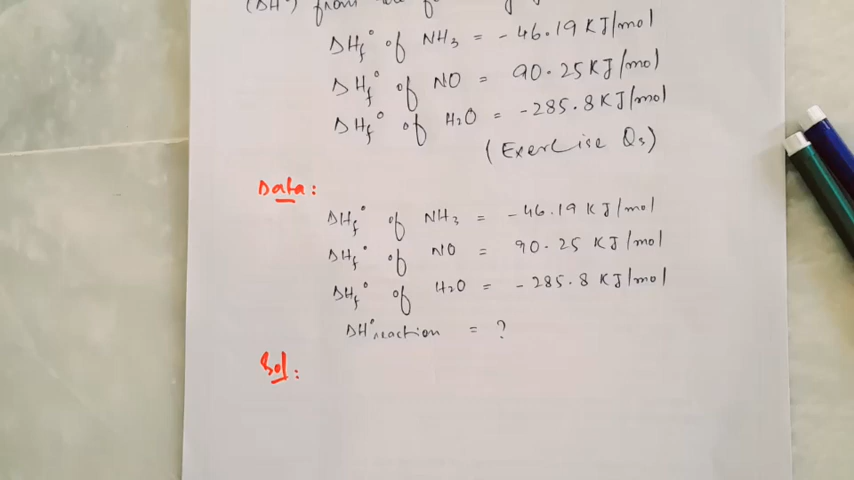 (ΔH°) from
ΔHf° of NH3 = -46.19 KJ/mol
ΔHf° of NO = 90.25 KJ/mol
ΔHf° of H2O = -285.8 KJ/mol
(Exercise Qs)
Data:
ΔHf° of NH3 = -46.19 KJ/mol
ΔHf° of NO = 90.25 KJ/mol
ΔHf° of H2O = -285.8 KJ/mol
ΔH°reaction = ?
Sol: